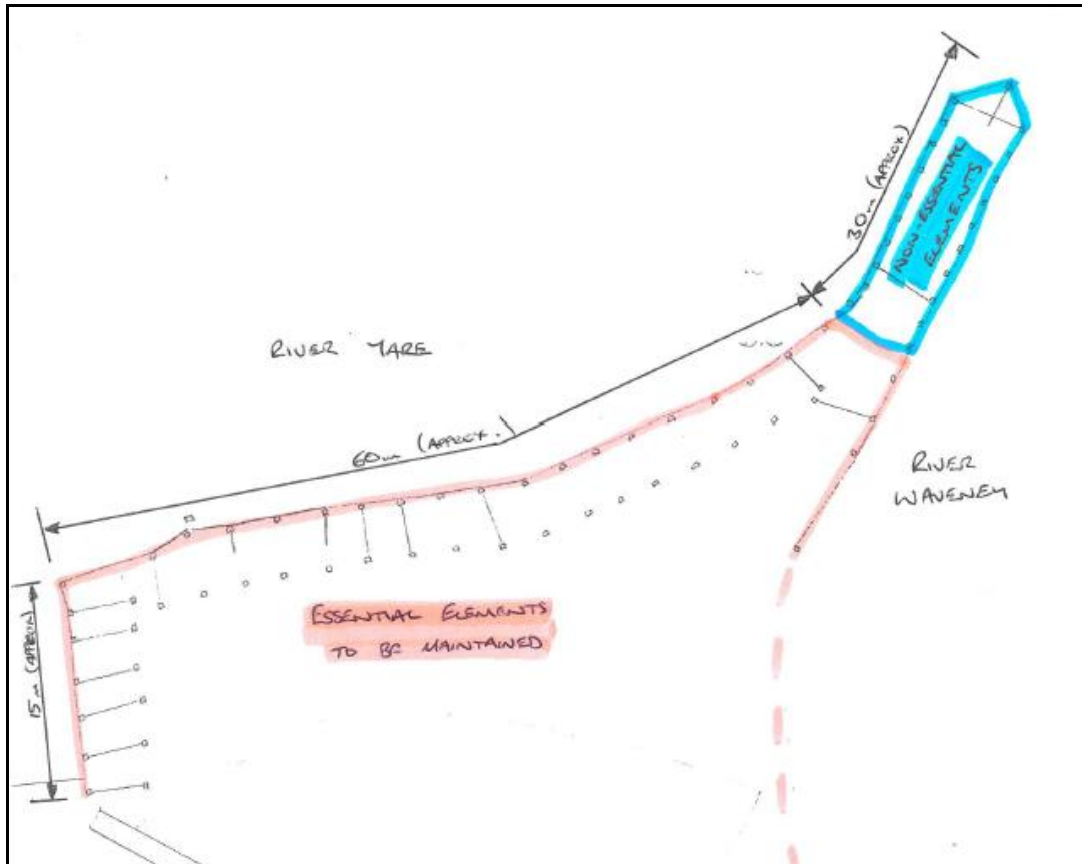 30m (APPROX)
NON-ESSENTIAL
ELEMENTS
RIVER YARE
60m (APPROX.)
RIVER
WAVENEY
ESSENTIAL ELEMENTS
TO BE MAINTAINED
15m (APPROX)